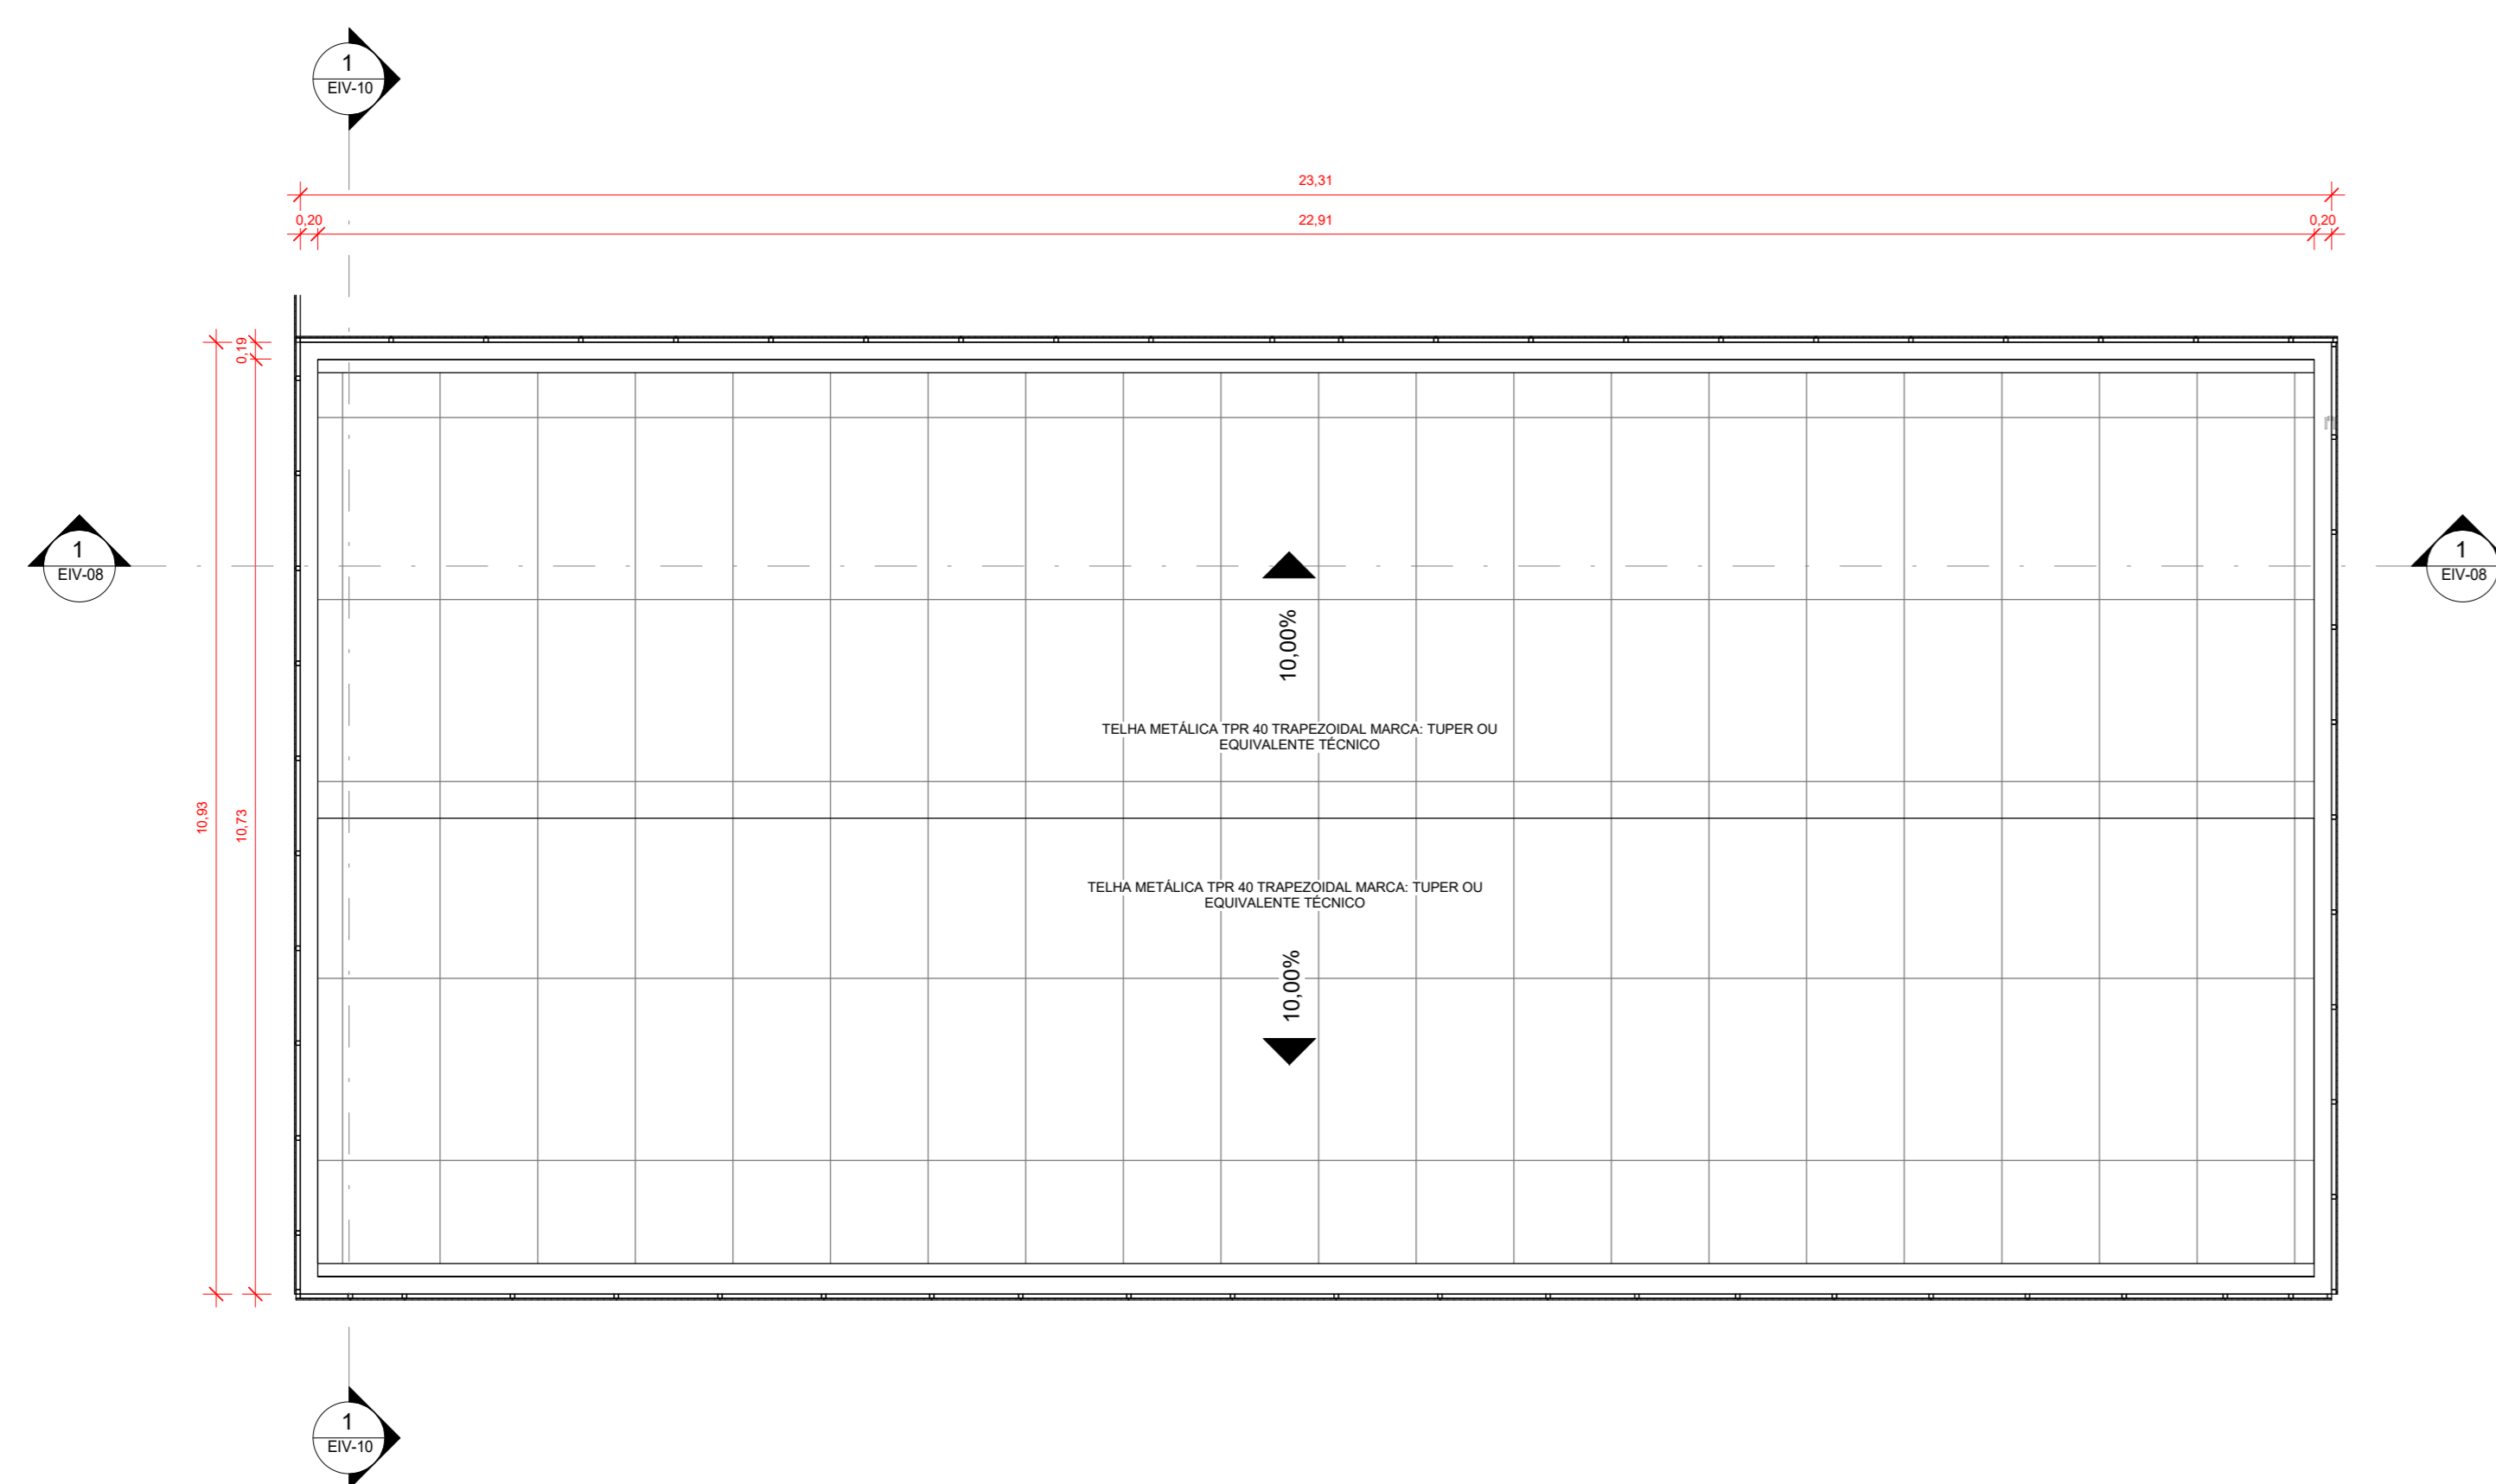 1
EIV-10
23,31
0,20
22,91
0,20
0,19
1
EIV-08
1
EIV-08
10,00%
TELHA METÁLICA TPR 40 TRAPEZOIDAL MARCA: TUPER OU
EQUIVALENTE TÉCNICO
10,93
10,73
TELHA METÁLICA TPR 40 TRAPEZOIDAL MARCA: TUPER OU
EQUIVALENTE TÉCNICO
10,00%
1
EIV-10